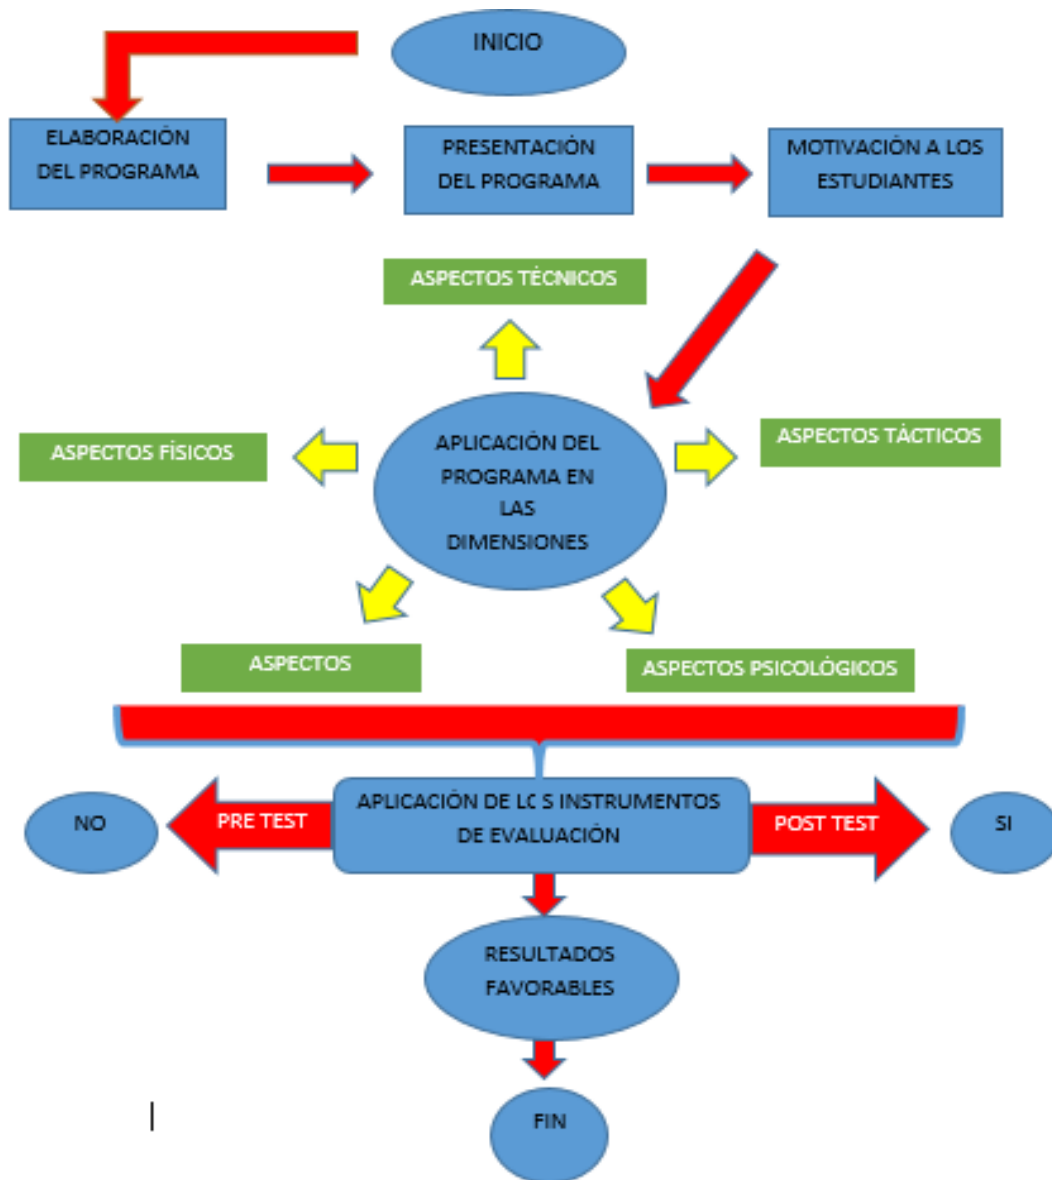 INICIO
ELABORACIÓN
DEL PROGRAMA
PRESENTACIÓN
DEL PROGRAMA
MOTIVACIÓN A LOS
ESTUDIANTES
ASPECTOS TÉCNICOS
ASPECTOS FÍSICOS
APLICACIÓN DEL
PROGRAMA EN
LAS
DIMENSIONES
ASPECTOS TÁCTICOS
ASPECTOS
ASPECTOS PSICOLÓGICOS
NO
PRE TEST
APLICACIÓN DE LOS INSTRUMENTOS
DE EVALUACIÓN
POST TEST
SI
RESULTADOS
FAVORABLES
FIN